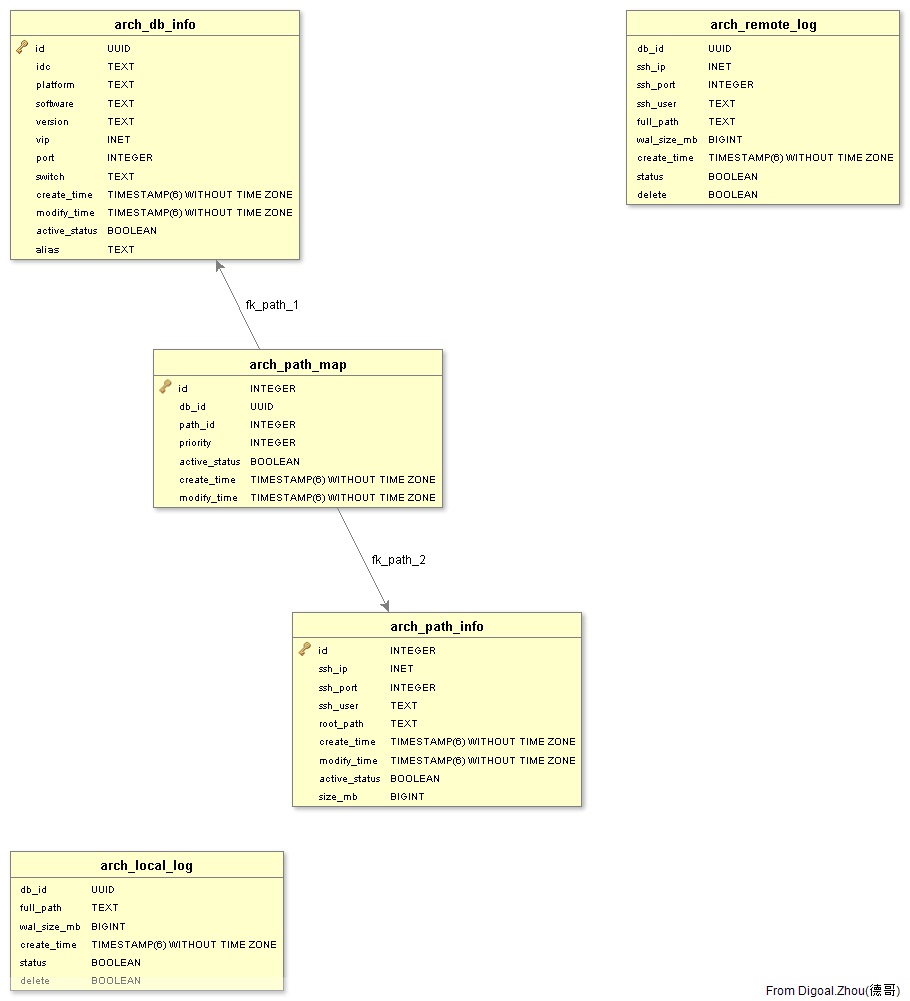 arch_db_info
id UUID
idc TEXT
platform TEXT
software TEXT
version TEXT
vip INET
port INTEGER
switch TEXT
create_time TIMESTAMP(6) WITHOUT TIME ZONE
modify_time TIMESTAMP(6) WITHOUT TIME ZONE
active_status BOOLEAN
alias TEXT
arch_remote_log
db_id UUID
ssh_ip INET
ssh_port INTEGER
ssh_user TEXT
full_path TEXT
wal_size_mb BIGINT
create_time TIMESTAMP(6) WITHOUT TIME ZONE
status BOOLEAN
delete BOOLEAN
fk_path_1
arch_path_map
id INTEGER
db_id UUID
path_id INTEGER
priority INTEGER
active_status BOOLEAN
create_time TIMESTAMP(6) WITHOUT TIME ZONE
modify_time TIMESTAMP(6) WITHOUT TIME ZONE
fk_path_2
arch_path_info
id INTEGER
ssh_ip INET
ssh_port INTEGER
ssh_user TEXT
root_path TEXT
create_time TIMESTAMP(6) WITHOUT TIME ZONE
modify_time TIMESTAMP(6) WITHOUT TIME ZONE
active_status BOOLEAN
size_mb BIGINT
arch_local_log
db_id UUID
full_path TEXT
wal_size_mb BIGINT
create_time TIMESTAMP(6) WITHOUT TIME ZONE
status BOOLEAN
delete BOOLEAN
From Digoal.Zhou(德哥)